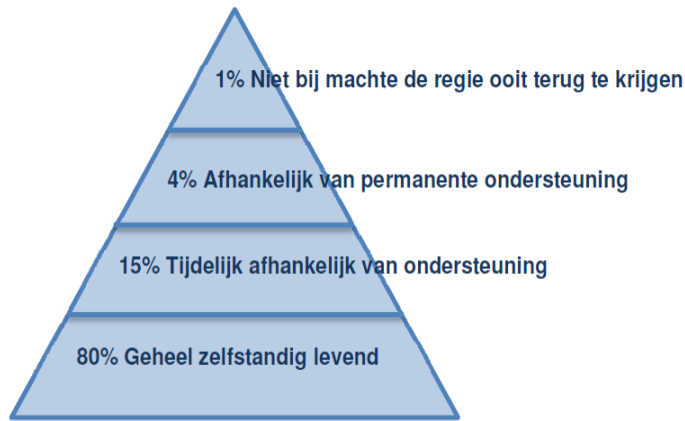 1% Niet bij machte de regie ooit terug te krijgen
4% Afhankelijk van permanente ondersteuning
15% Tijdelijk afhankelijk van ondersteuning
80% Geheel zelfstandig levend